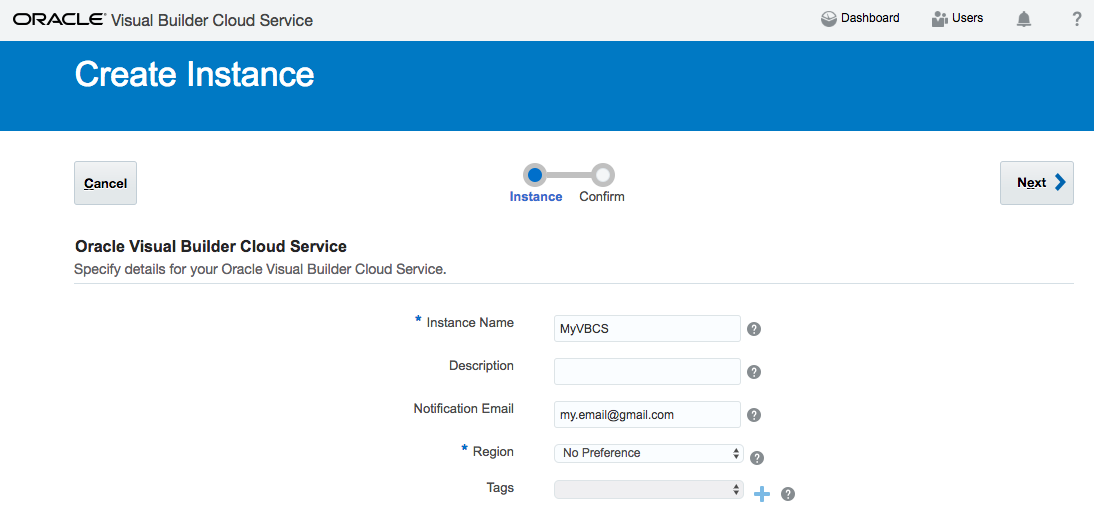 ORACLE® Visual Builder Cloud Service
Dashboard
Users
?
Create Instance
Cancel
Instance
Confirm
Next
Oracle Visual Builder Cloud Service
Specify details for your Oracle Visual Builder Cloud Service.
* Instance Name
MyVBCS
?
Description
?
Notification Email
my.email@gmail.com
?
* Region
No Preference
?
Tags
?